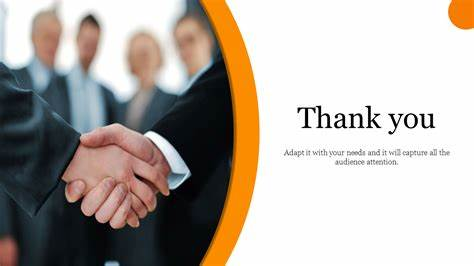 Thank you
Adapt it with your needs and it will capture all the
audience attention.